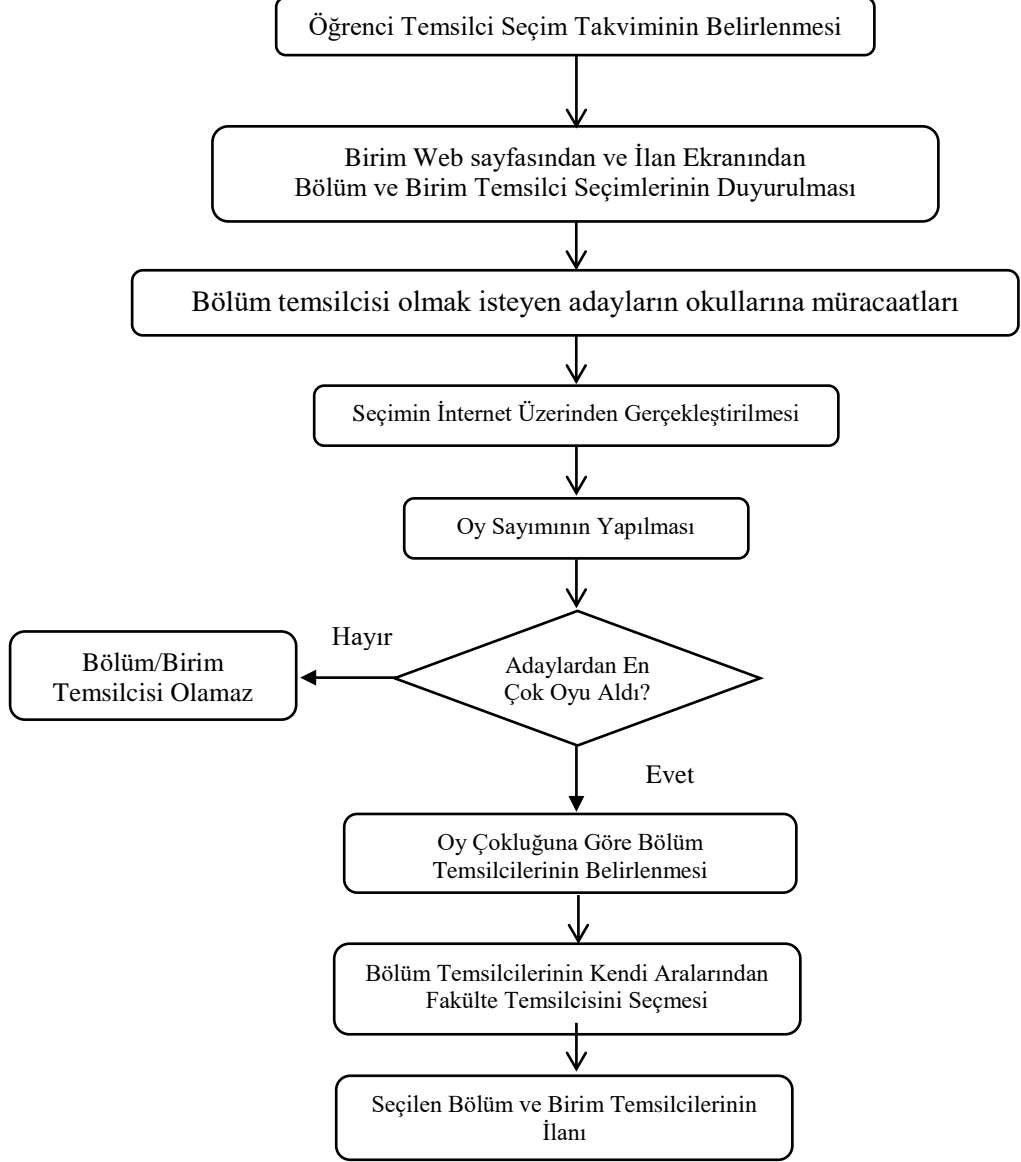 Öğrenci Temsilci Seçim Takviminin Belirlenmesi
Birim Web sayfasından ve İlan Ekranından
Bölüm ve Birim Temsilci Seçimlerinin Duyurulması
Bölüm temsilcisi olmak isteyen adayların okullarına müracaatları
Seçimin İnternet Üzerinden Gerçekleştirilmesi
Oy Sayımının Yapılması
Hayır
Bölüm/Birim
Temsilcisi Olamaz
Adaylardan En
Çok Oyu Aldı?
Evet
Oy Çokluğuna Göre Bölüm
Temsilcilerinin Belirlenmesi
Bölüm Temsilcilerinin Kendi Aralarından
Fakülte Temsilcisini Seçmesi
Seçilen Bölüm ve Birim Temsilcilerinin
İlanı